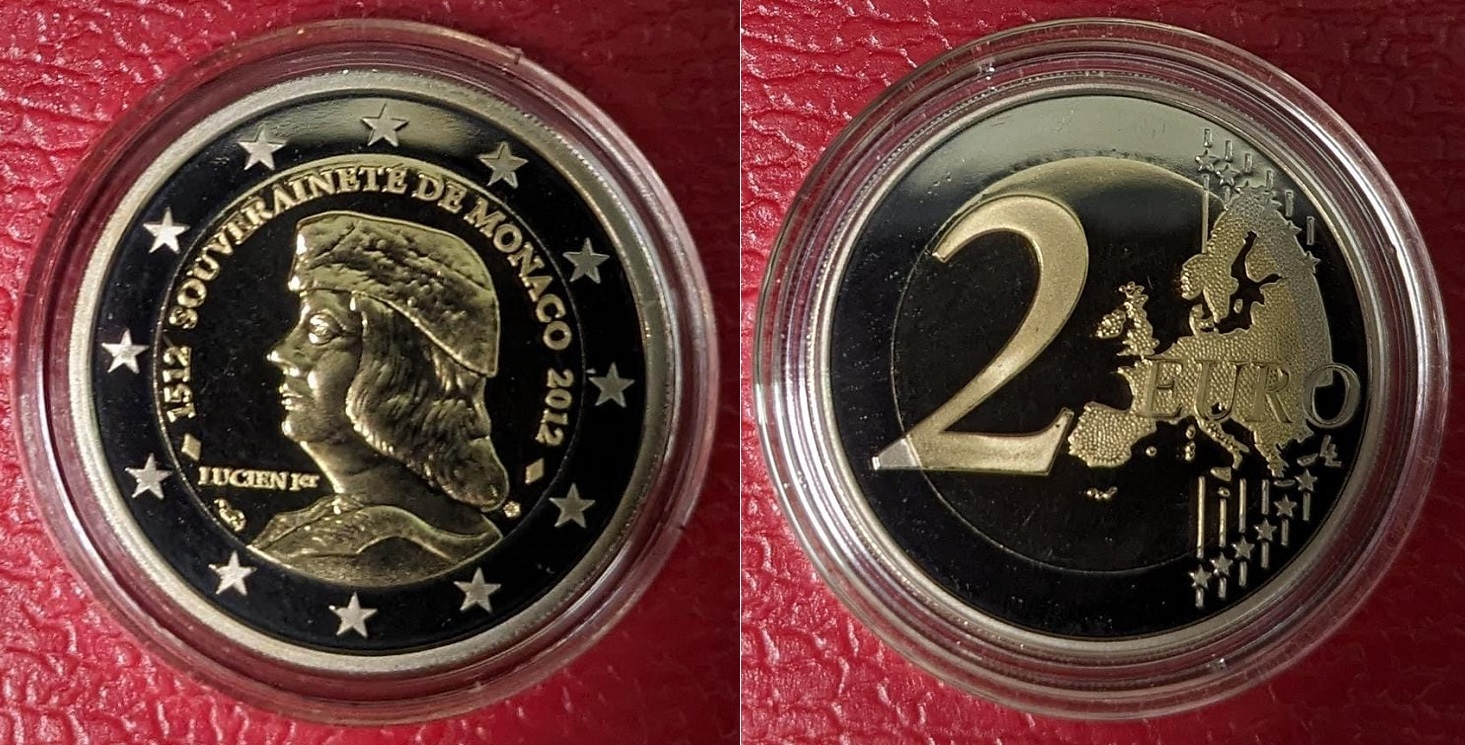 1512 SOUVERAINETÉ DE MONACO 2012
LUCIEN Ier
2 EURO